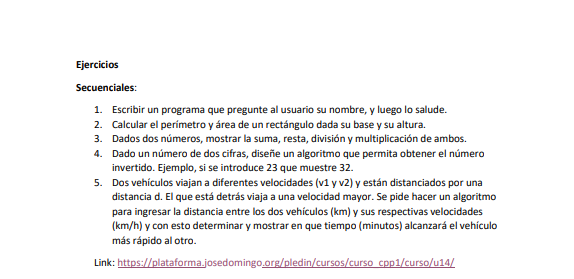 Ejercicios
Secuenciales:
1. Escribir un programa que pregunte al usuario su nombre, y luego lo salude.
2. Calcular el perímetro y área de un rectángulo dada su base y su altura.
3. Dados dos números, mostrar la suma, resta, división y multiplicación de ambos.
4. Dado un número de dos cifras, diseñe un algoritmo que permita obtener el número
invertido. Ejemplo, si se introduce 23 que muestre 32.
5. Dos vehículos viajan a diferentes velocidades (v1 y v2) y están distanciados por una
distancia d. El que está detrás viaja a una velocidad mayor. Se pide hacer un algoritmo
para ingresar la distancia entre los dos vehículos (km) y sus respectivas velocidades
(km/h) y con esto determinar y mostrar en que tiempo (minutos) alcanzará el vehículo
más rápido al otro.
Link: https://plataforma.josedomingo.org/pledin/cursos/curso_cpp1/curso/u14/